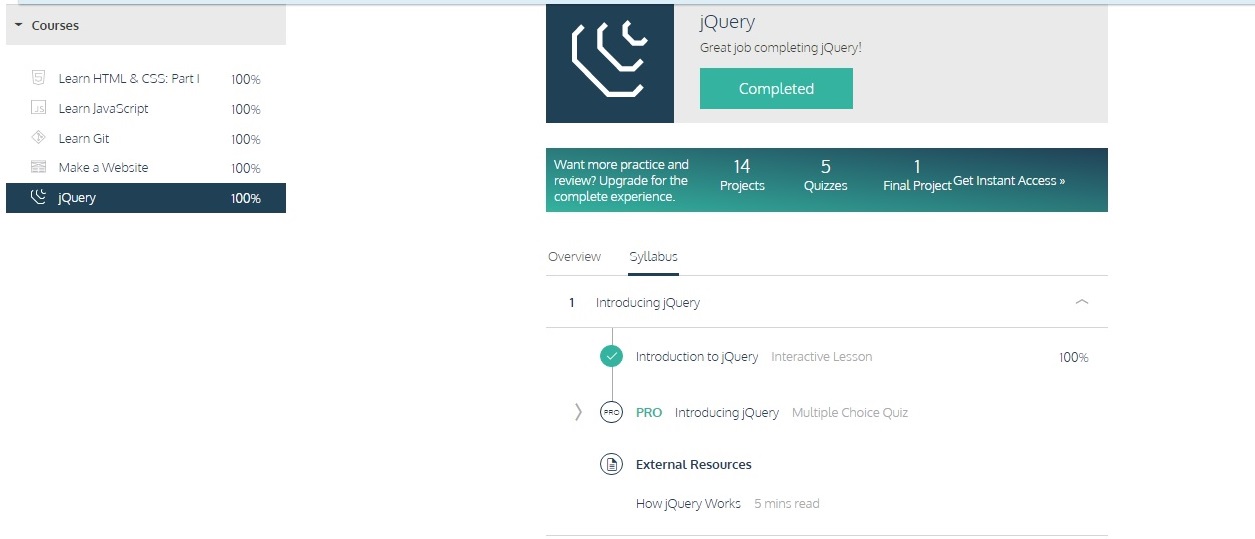 Courses
Learn HTML & CSS: Part I 100%
JS Learn JavaScript 100%
Learn Git 100%
Make a Website 100%
jQuery 100%
jQuery
Great job completing jQuery!
Completed
Want more practice and
review? Upgrade for the
complete experience.
14
Projects
5
Quizzes
1
Final Project
Get Instant Access »
Overview Syllabus
1 Introducing jQuery
Introduction to jQuery Interactive Lesson 100%
PRO PRO Introducing jQuery Multiple Choice Quiz
External Resources
How jQuery Works 5 mins read